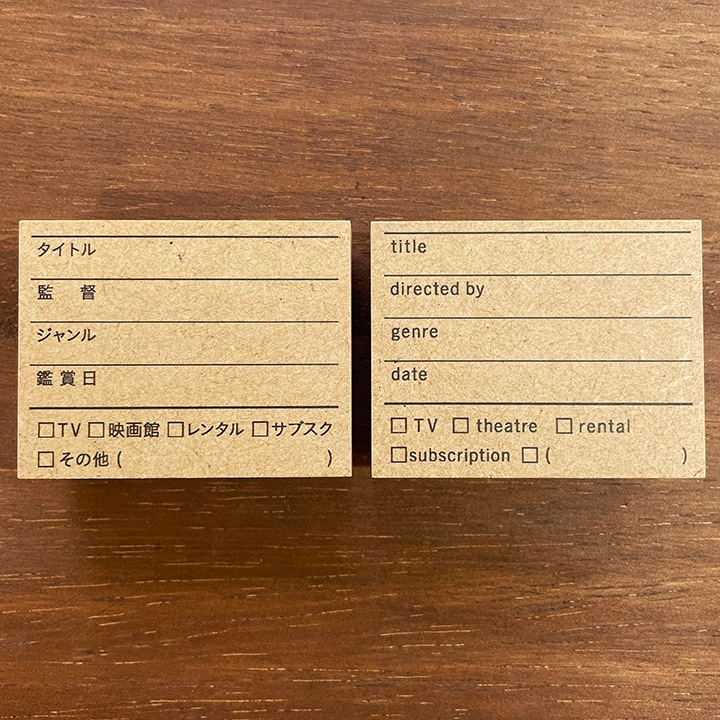 タイトル
監 督
ジャンル
鑑賞日
□TV □映画館 □レンタル □サブスク
□その他 ( )
title
directed by
genre
date
□ TV □ theatre □ rental
□subscription □ ( )